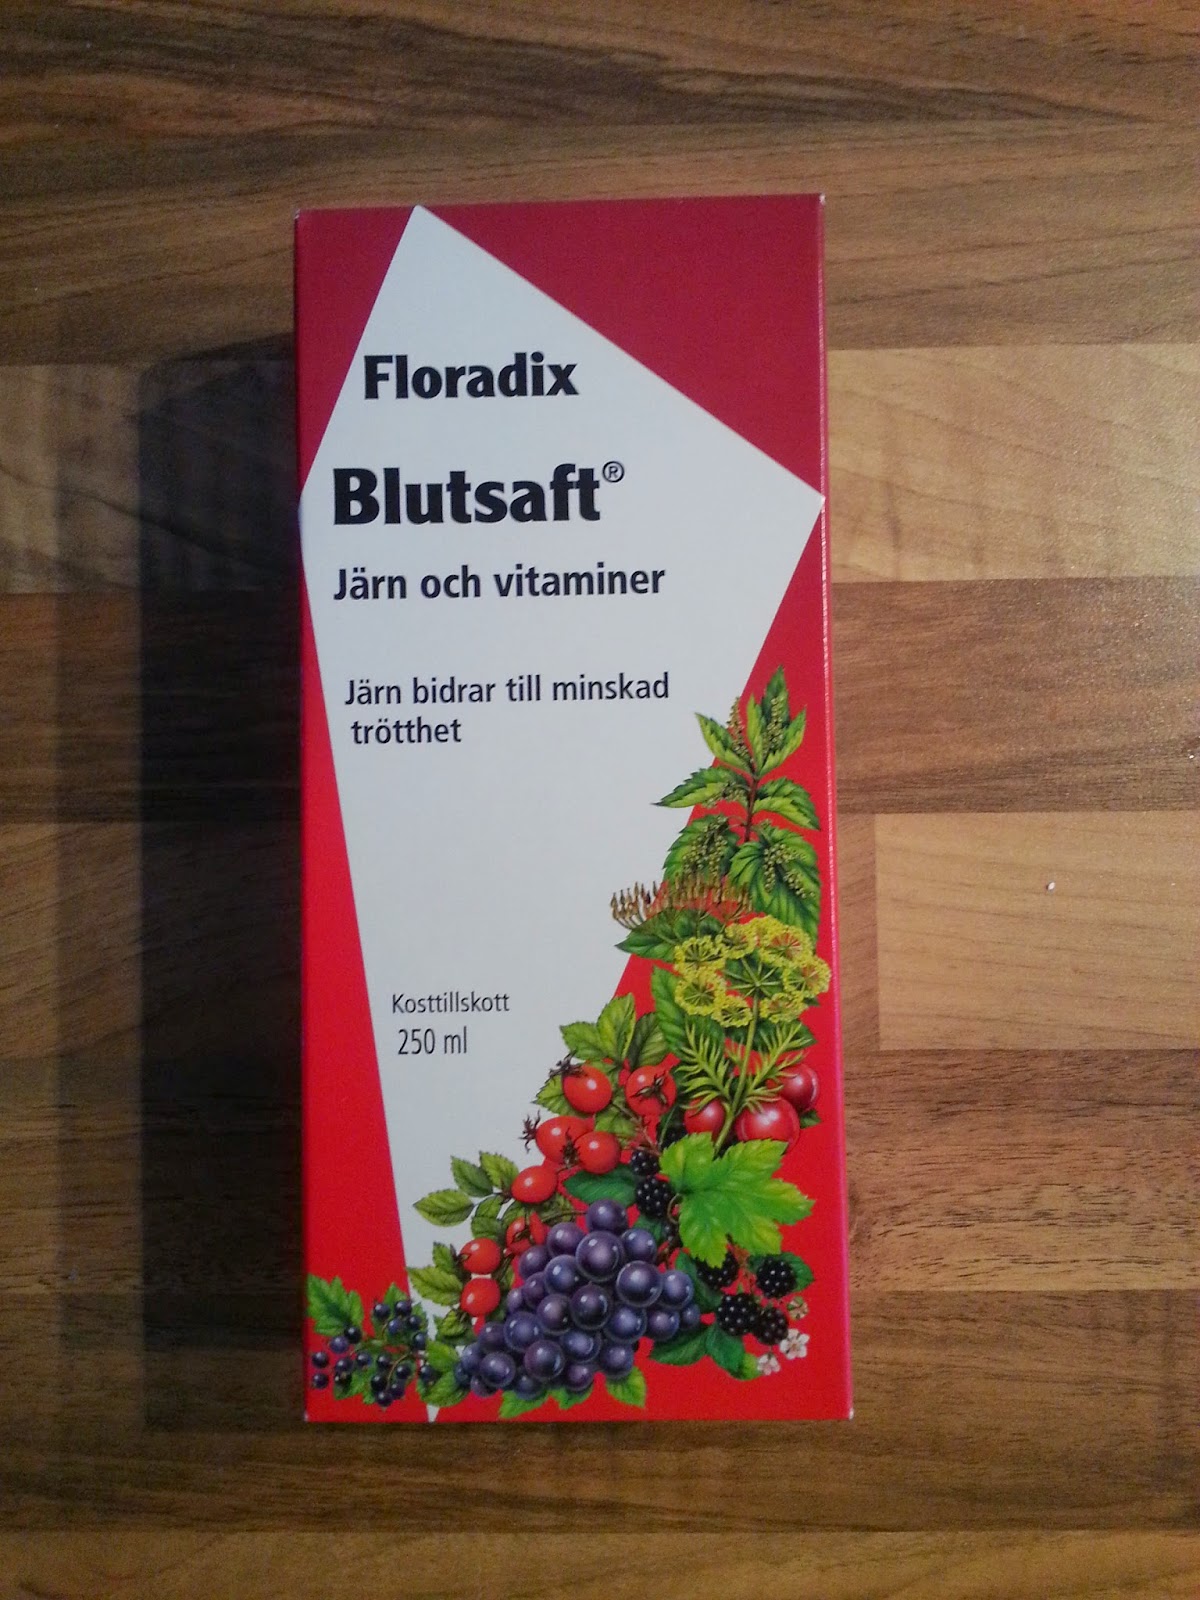 Floradix
Blutsaft®
Järn och vitaminer
Järn bidrar till minskad
trötthet
Kosttillskott
250 ml